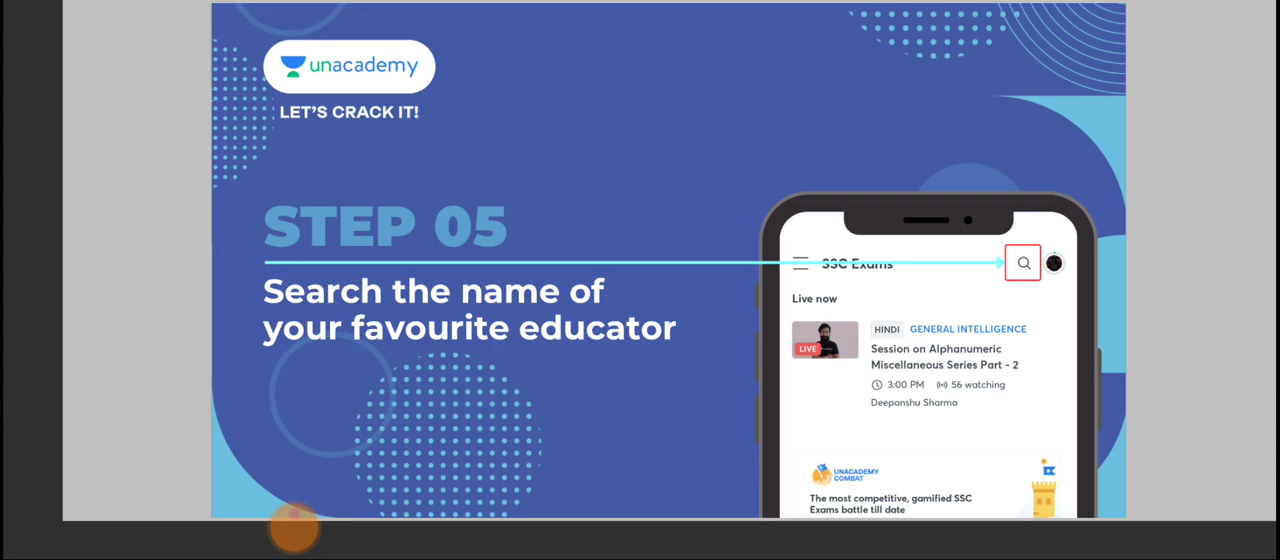 unacademy
LET'S CRACK IT!
STEP 05
Search the name of
your favourite educator
SSC Exams
Live now
LIVE
HINDI GENERAL INTELLIGENCE
Session on Alphanumeric
Miscellaneous Series Part - 2
3:00 PM 56 watching
Deepanshu Sharma
UNACADEMY
COMBAT
The most competitive, gamified SSC
Exams battle till date